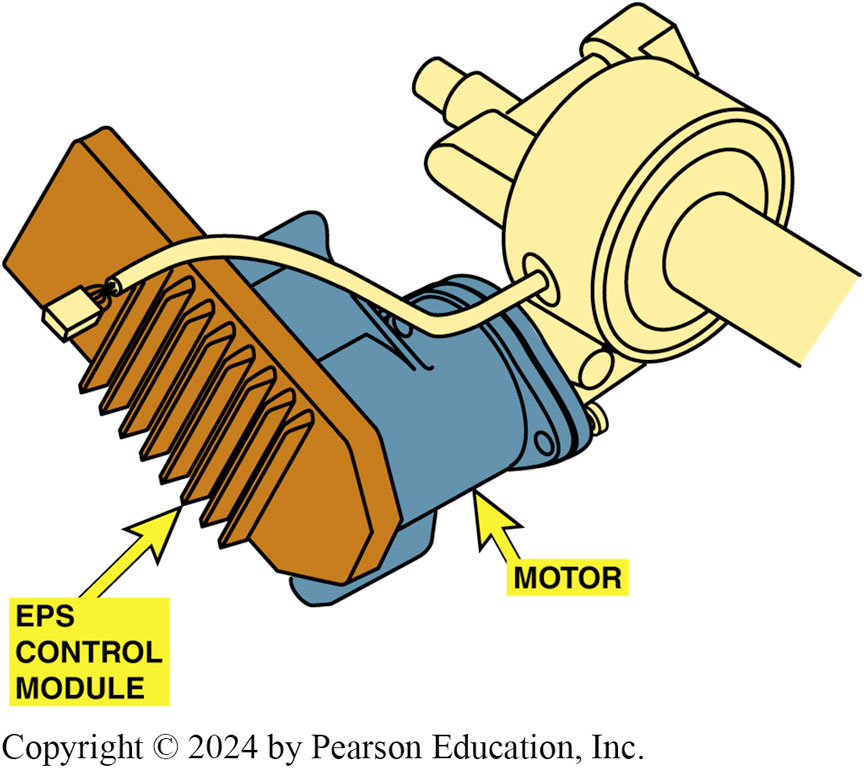 EPS
CONTROL
MODULE
MOTOR
Copyright © 2024 by Pearson Education, Inc.